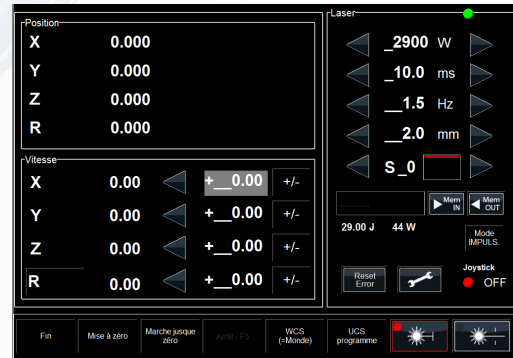 Position
X 0.000
Y 0.000
Z 0.000
R 0.000
Vitesse
X 0.00 +__0.00 +/-
Y 0.00 +__0.00 +/-
Z 0.00 +__0.00 +/-
R 0.00 +__0.00 +/-
Laser
_2900 W
_10.0 ms
__1.5 Hz
__2.0 mm
S_0
Mem IN
Mem OUT
29.00 J 44 W
Mode IMPULS.
Reset Error
Joystick
OFF
Fin
Mise à zéro
Marche jusque zéro
Arrêt - F5
WCS (=Monde)
UCS programme